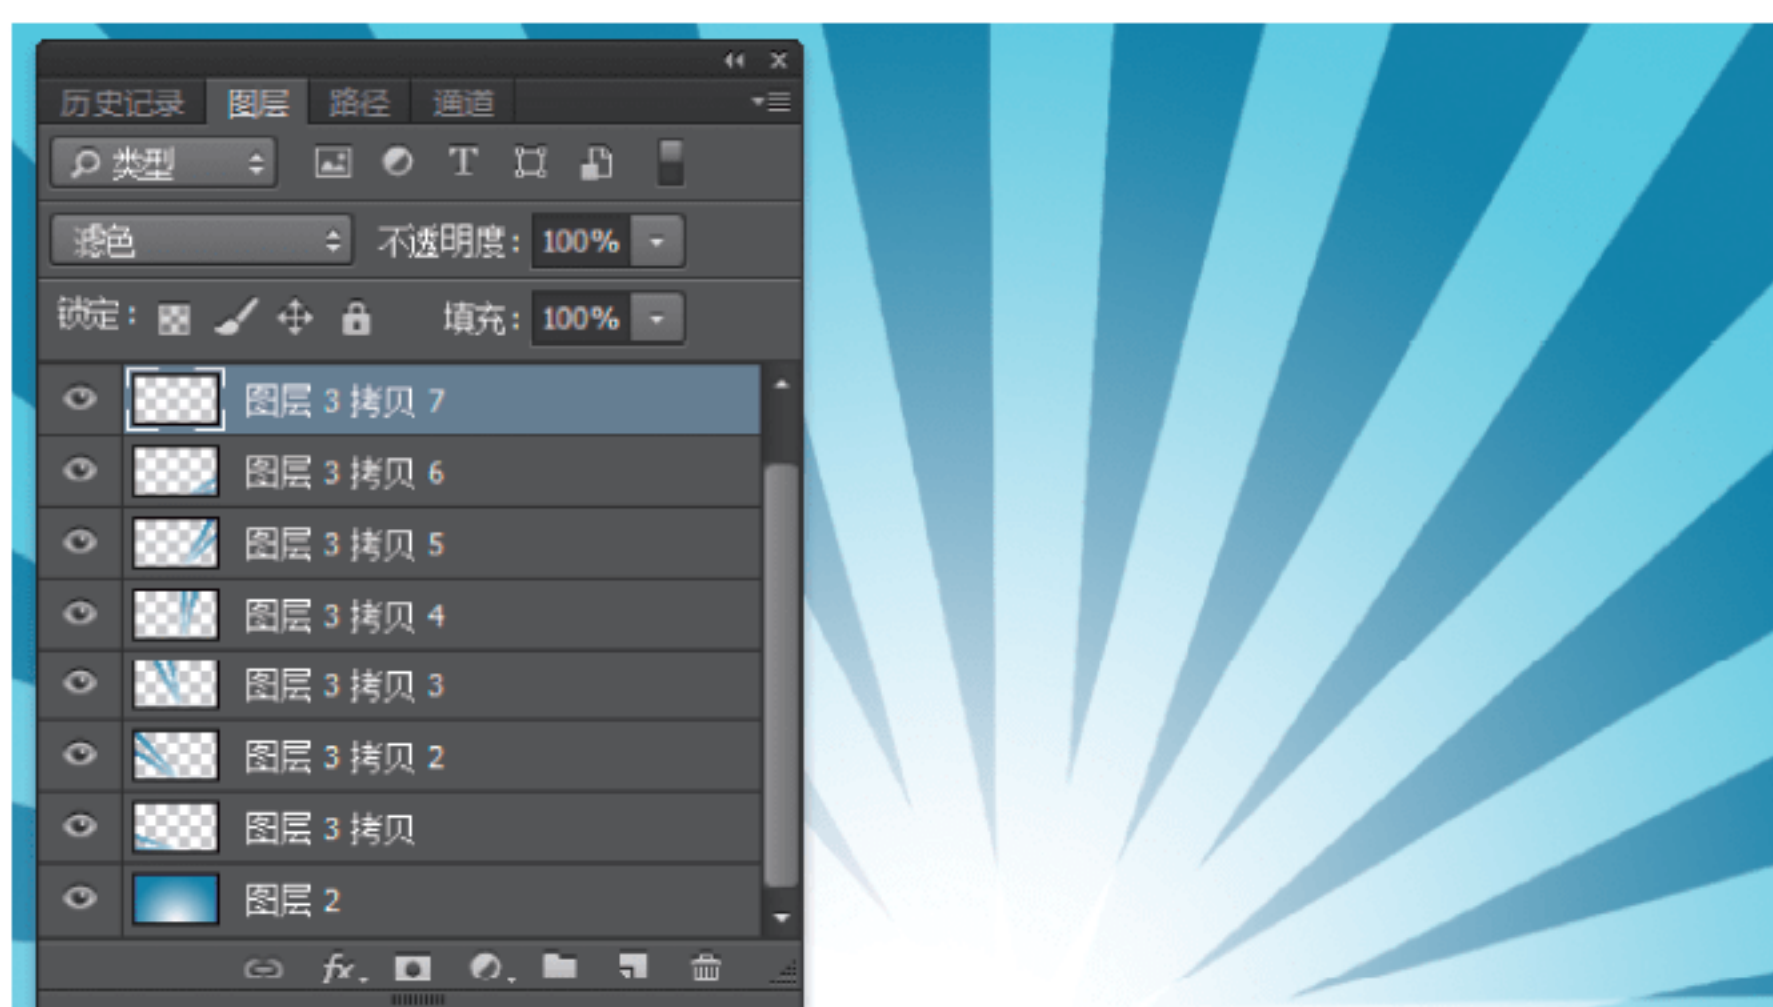 历史记录 图层 路径 通道
类型
滤色 不透明度: 100%
锁定: 填充: 100%
图层 3 拷贝 7
图层 3 拷贝 6
图层 3 拷贝 5
图层 3 拷贝 4
图层 3 拷贝 3
图层 3 拷贝 2
图层 3 拷贝
图层 2
fx.